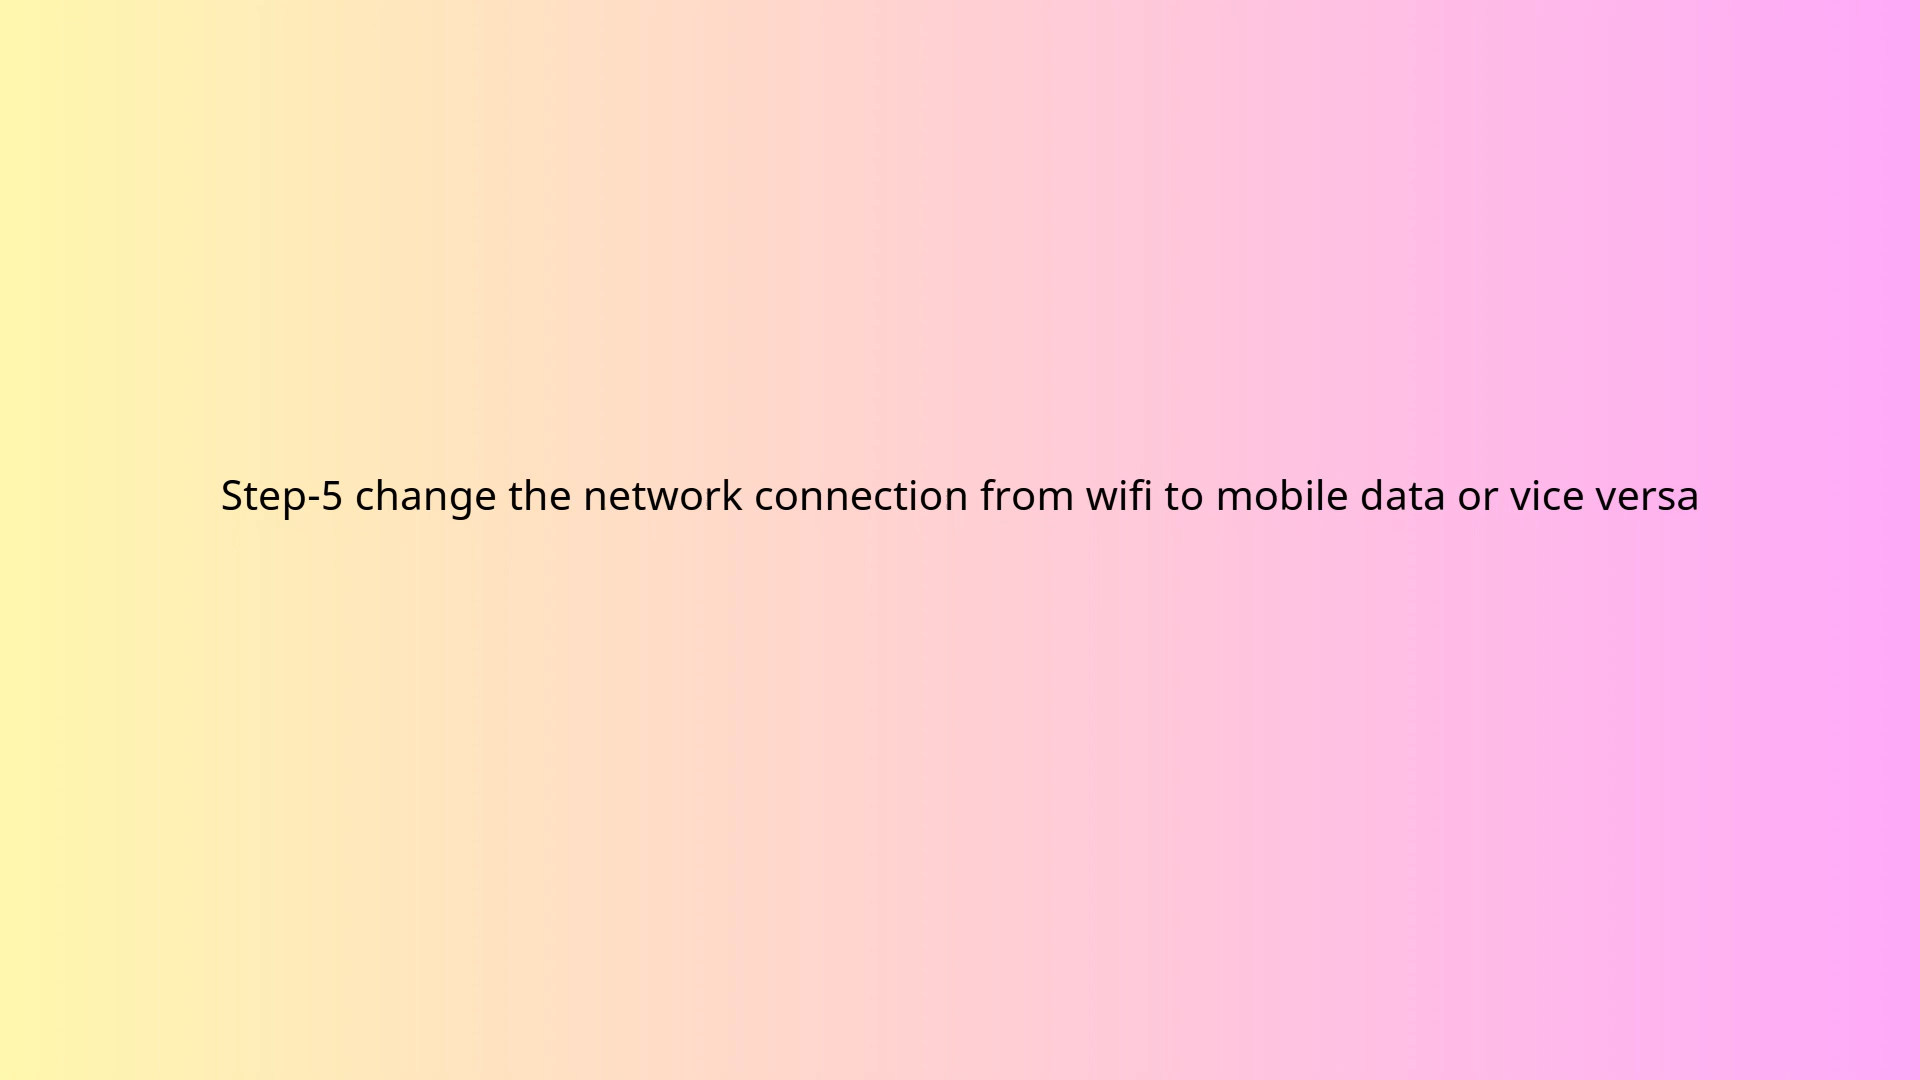 Step-5 change the network connection from wifi to mobile data or vice versa